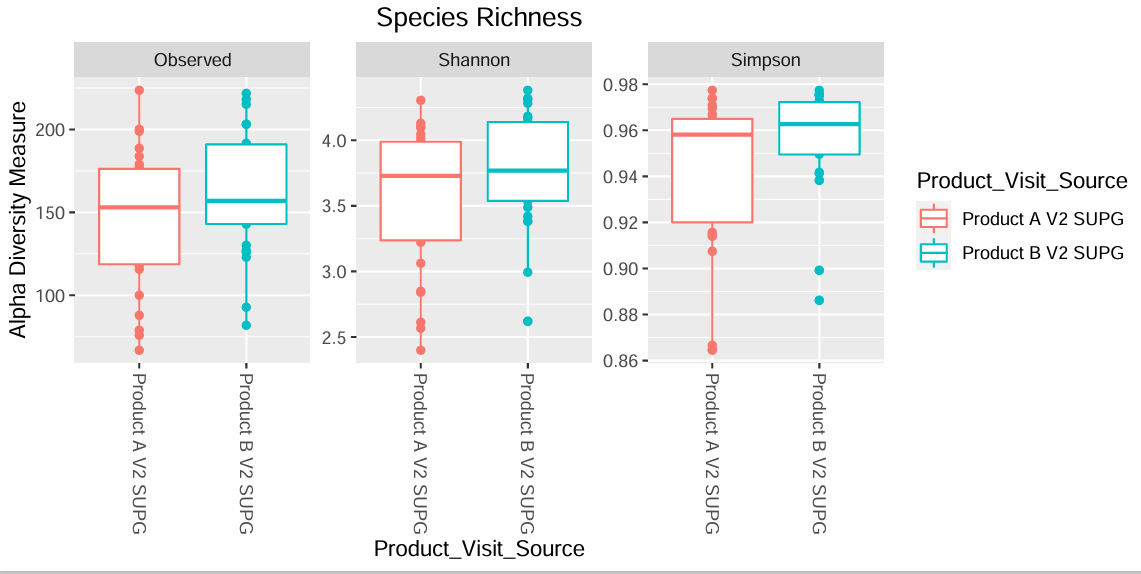 Species Richness
Observed
Shannon
Simpson
Alpha Diversity Measure
200
150
100
4.0
3.5
3.0
2.5
0.98
0.96
0.94
0.92
0.90
0.88
0.86
Product A V2 SUPG
Product B V2 SUPG
Product A V2 SUPG
Product B V2 SUPG
Product A V2 SUPG
Product B V2 SUPG
Product_Visit_Source
Product_Visit_Source
Product A V2 SUPG
Product B V2 SUPG